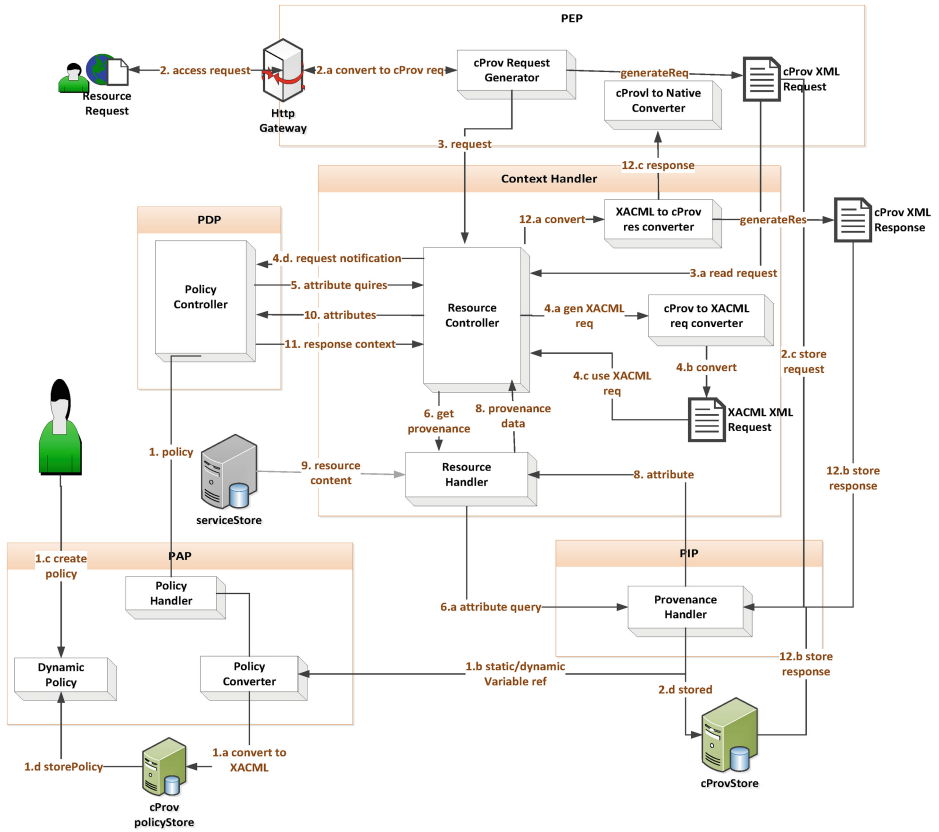 PEP
cProv Request
Generator
2. access request
2.a convert to cProv req
generateReq
cProv XML
Request
Resource
Request
Http
Gateway
cProvl to Native
Converter
3. request
12.c response
Context Handler
PDP
12.a convert
XACML to cProv
res converter
generateRes
cProv XML
Response
4.d. request notification
3.a read request
Policy
Controller
5. attribute quires
Resource
Controller
10. attributes
4.a gen XACML
req
cProv to XACML
req converter
11. response context
2.c store
request
4.c use XACML
req
4.b convert
6. get
provenance
8. provenance
data
XACML XML
Request
1. policy
9. resource
content
Resource
Handler
8. attribute
12.b store
response
serviceStore
PAP
PIP
1.c create
policy
Policy
Handler
6.a attribute query
Provenance
Handler
Dynamic
Policy
Policy
Converter
1.b static/dynamic
Variable ref
12.b store
response
2.d stored
1.d storePolicy
1.a convert to
XACML
cProv
policyStore
cProvStore